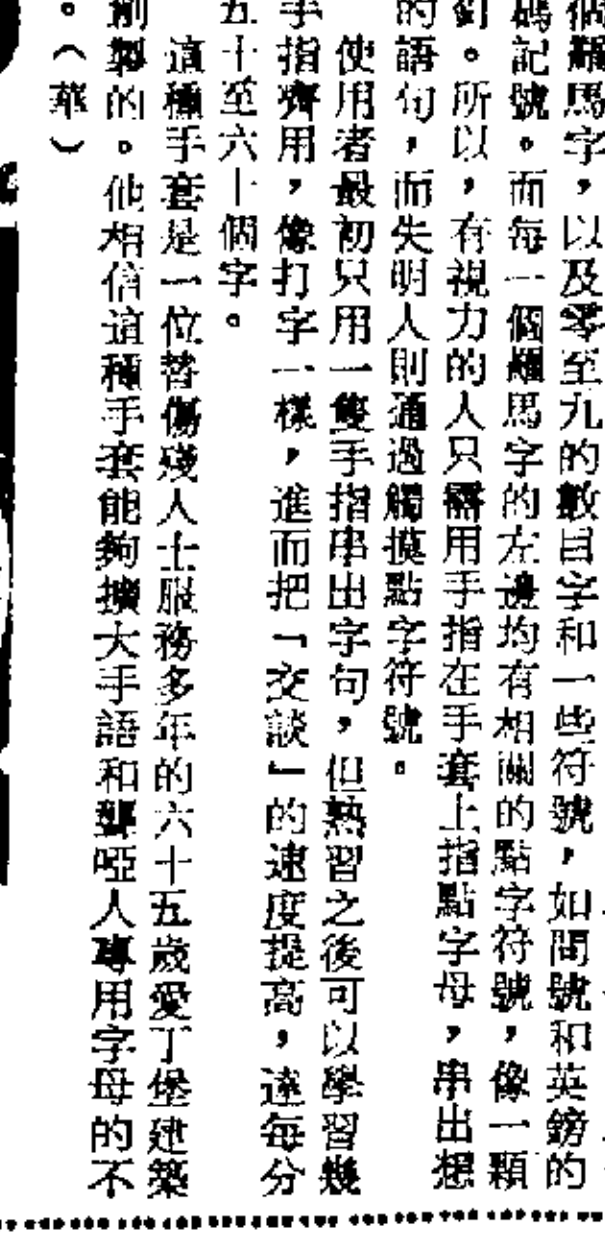 個羅馬字，以及零至九的數目字和一些符號，如問號和英鎊的
碼記號。而每一個羅馬字的左邊均有相關的點字符號，像一顆
釘。所以，有視力的人只需用手指在手套上指點字母，串出想
的語句，而失明人則通過觸摸點字符號。
使用者最初只用一隻手指串出字句，但熟習之後可以學習幾
手指齊用，像打字一樣，進而把「交談」的速度提高，達每分
五十至六十個字。
這種手套是一位替傷殘人士服務多年的六十五歲愛丁堡建築
創製的。他相信這種手套能夠擴大手語和聾啞人專用字母的不
。（華）